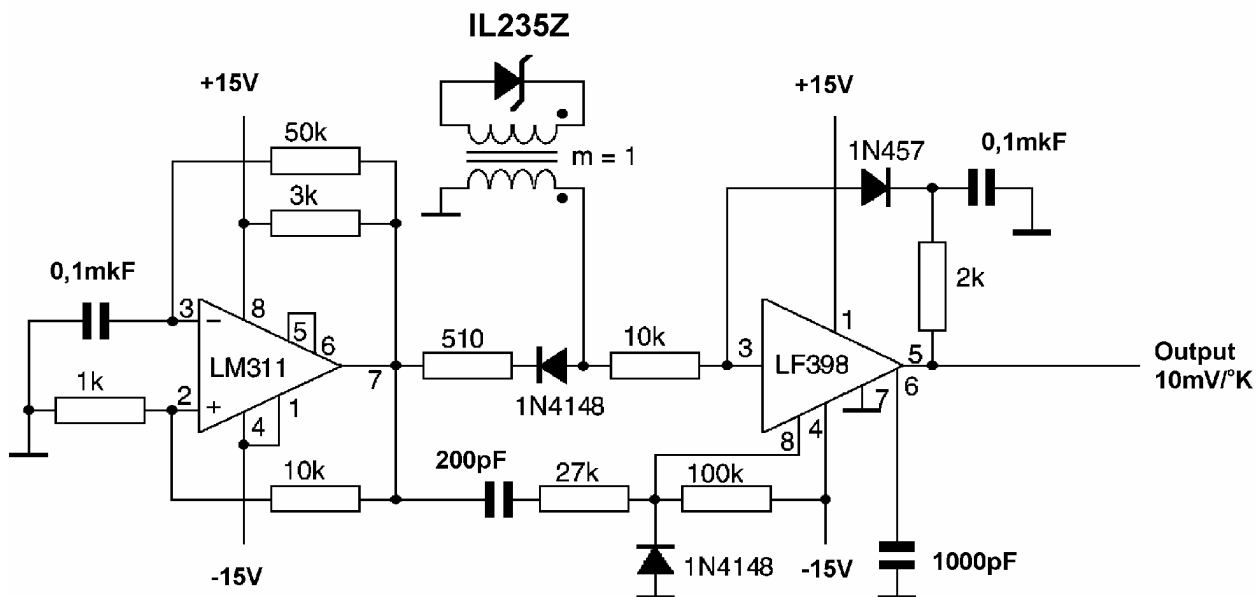 IL235Z
+15V
+15V
50k
m = 1
1N457
0,1mkF
3k
0,1mkF
2k
3
8
−
5
6
LM311
7
510
1N4148
10k
3
1
LF398
5
6
7
8
4
Output
10mV/°K
1k
2
+
1
4
10k
200pF
27k
100k
-15V
1N4148
-15V
1000pF